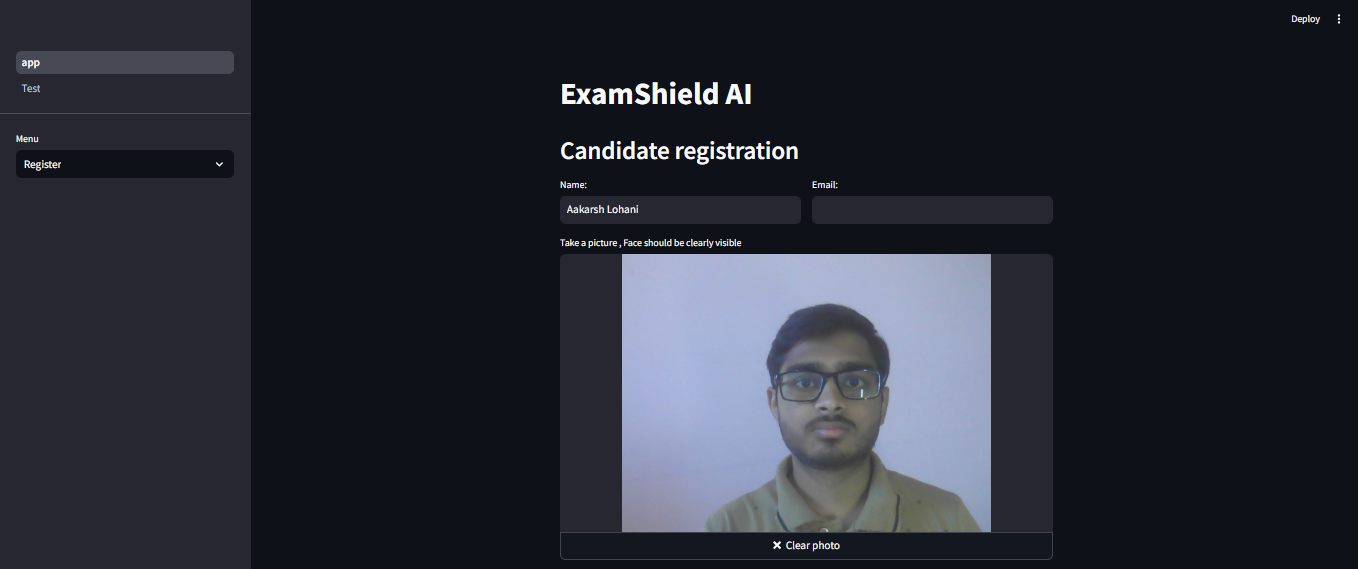 Deploy
app
Test
Menu
Register
ExamShield AI
Candidate registration
Name: Email:
Aakarsh Lohani
Take a picture , Face should be clearly visible
Clear photo